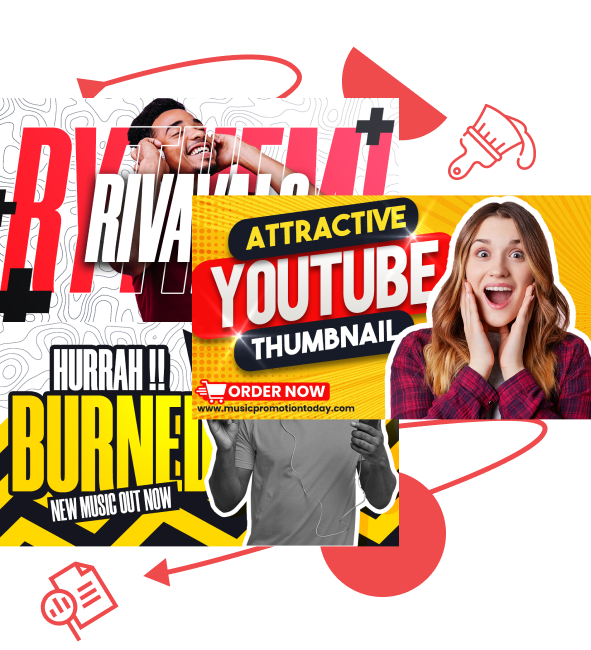 ATTRACTIVE
YOUTUBE
THUMBNAIL
ORDER NOW
www.musicpromotiontoday.com
HURRAH !!
BURNED
NEW MUSIC OUT NOW